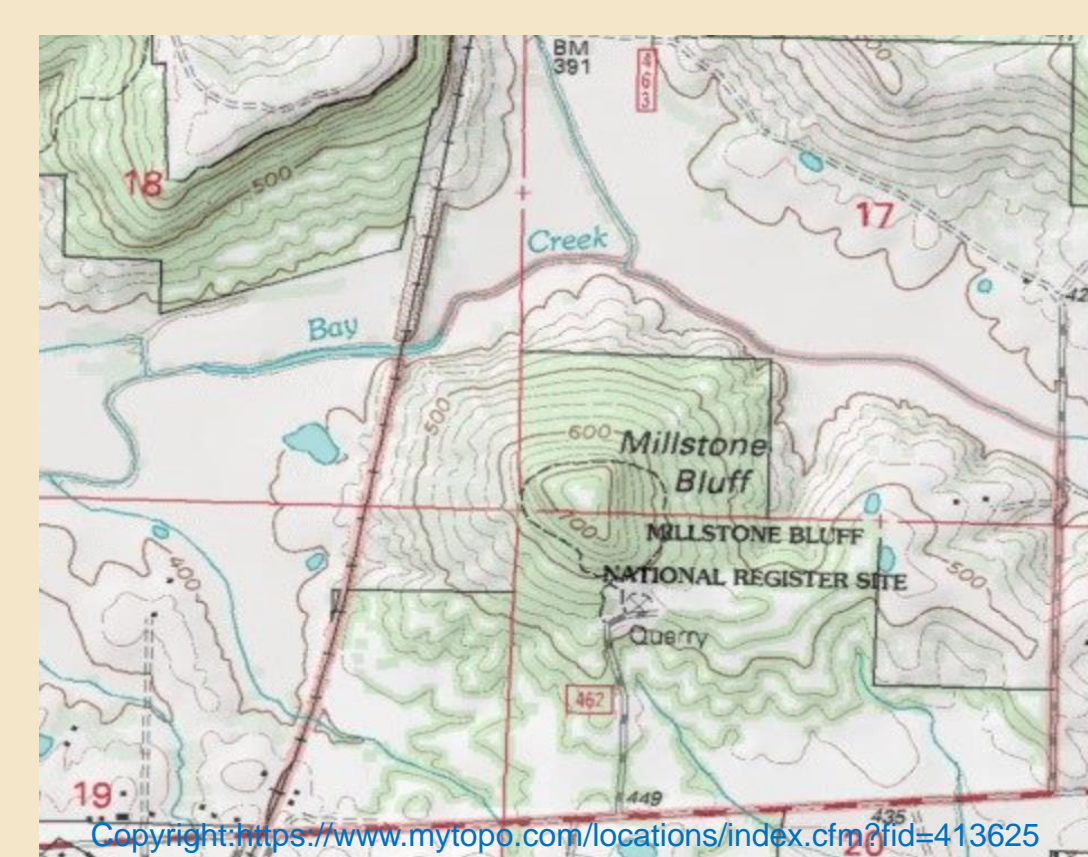 BM
391
463
18
500
17
Creek
Bay
500
600
Millstone
Bluff
700
MILLSTONE BLUFF
NATIONAL REGISTER SITE
400
500
Quarry
462
19
449
435
20
Copyright:https://www.mytopo.com/locations/index.cfm?fid=413625